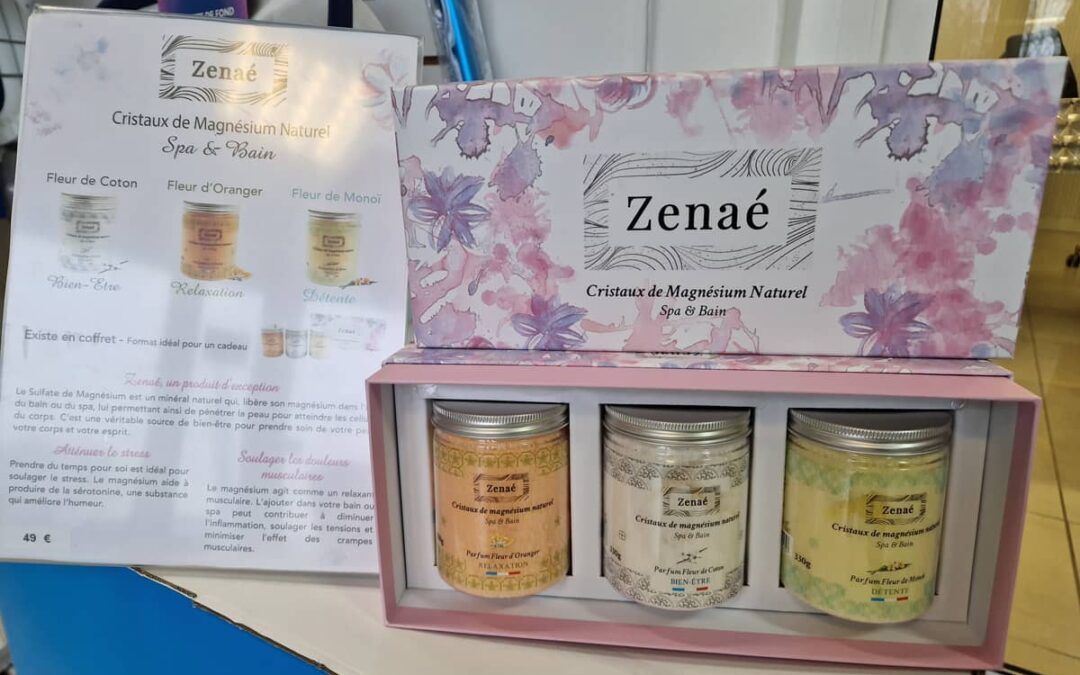 DE FOND
Zenaé
Cristaux de Magnésium Naturel
Spa & Bain
Fleur de Coton
Fleur d'Oranger
Fleur de Monoï
Bien-Etre
Relaxation
Détente
Existe en coffret - Format idéal pour un cadeau
Zenaé, un produit d'exception
Le Sulfate de Magnésium est un minéral naturel qui, libère son magnésium dans
du bain ou du spa, lui permettant ainsi de pénétrer la peau pour atteindre les
du corps. C'est une véritable source de bien-être pour prendre soin de votre
votre corps et votre esprit.
Atténuer le stress
Prendre du temps pour soi est idéal pour
soulager le stress. Le magnésium aide à
produire de la sérotonine, une substance
qui améliore l'humeur.
49 €
Soulager les douleurs
musculaires
Le magnésium agit comme un relaxant
musculaire. L'ajouter dans votre bain ou
spa peut contribuer à diminuer
l'inflammation, soulager les tensions et
minimiser l'effet des crampes
musculaires.
Zenaé
Cristaux de Magnésium Naturel
Spa & Bain
Zenaé
Cristaux de magnésium naturel
Spa & Bain
Parfum Fleur d'Oranger
RELAXATION
Zenaé
Cristaux de magnésium naturel
Spa & Bain
330g
Parfum Fleur de Coton
BIEN-ÊTRE
Zenaé
Cristaux de magnésium naturel
Spa & Bain
330g
Parfum Fleur de Monoï
DÉTENTE